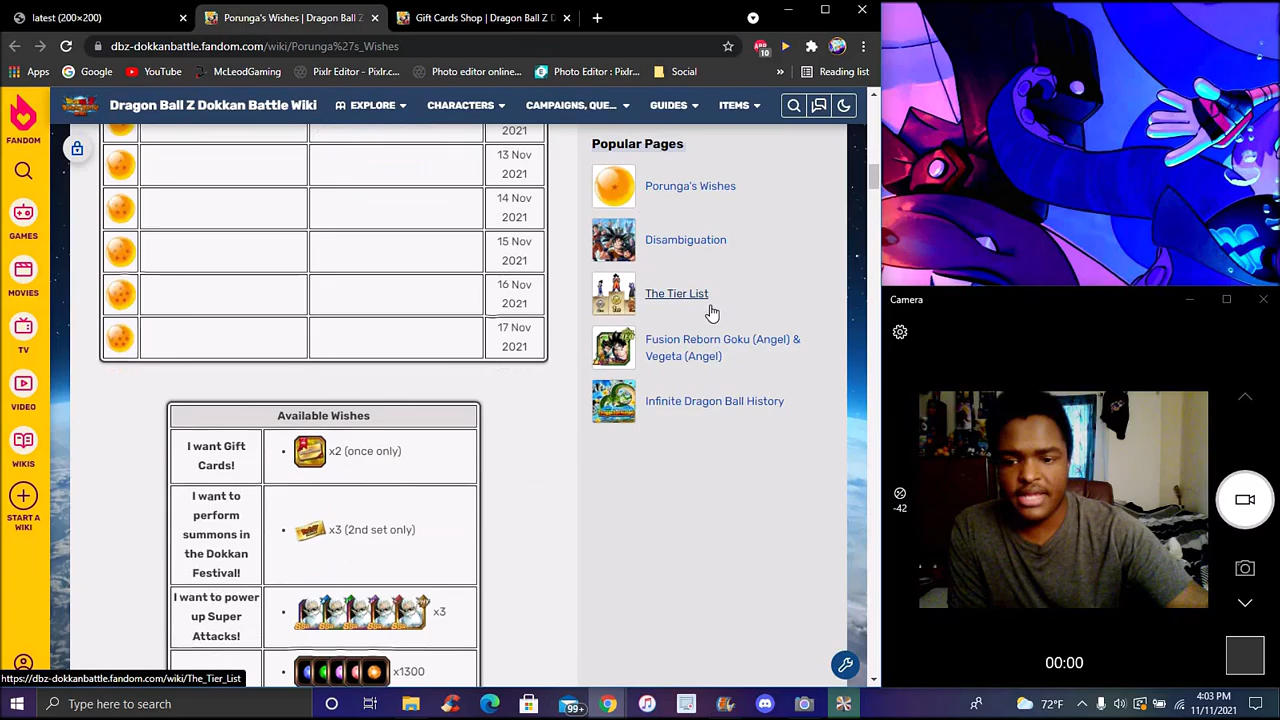 latest (200×200)
Porunga's Wishes | Dragon Ball Z
Gift Cards Shop | Dragon Ball Z D
dbz-dokkanbattle.fandom.com/wiki/Porunga%27s_Wishes
10
Apps
Google
YouTube
McLeodGaming
Pixlr Editor - Pixlr.c...
Photo editor online...
Photo Editor : Pixlr...
Social
Reading list
Dragon Ball Z Dokkan Battle Wiki
EXPLORE
CHARACTERS
CAMPAIGNS, QUE...
GUIDES
ITEMS
FANDOM
GAMES
MOVIES
TV
VIDEO
WIKIS
START A
WIKI
2021
13 Nov
2021
14 Nov
2021
15 Nov
2021
16 Nov
2021
17 Nov
2021
Popular Pages
Porunga's Wishes
Disambiguation
The Tier List
Fusion Reborn Goku (Angel) &
Vegeta (Angel)
Infinite Dragon Ball History
Available Wishes
I want Gift
Cards!
x2 (once only)
I want to
perform
summons in
the Dokkan
Festival!
x3 (2nd set only)
I want to power
up Super
Attacks!
x3
x1300
https://dbz-dokkanbattle.fandom.com/wiki/The_Tier_List
Camera
-42
00:00
Type here to search
99+
72°F
4:03 PM
11/11/2021